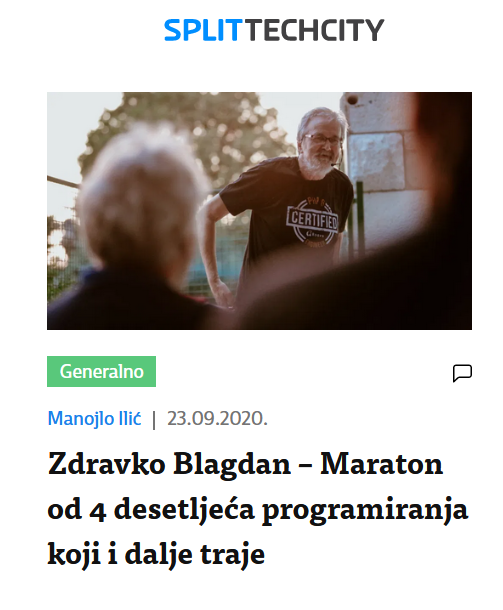 SPLITTECHCITY
CERTIFIED
Generalno
Manojlo Ilić | 23.09.2020.
Zdravko Blagdan – Maraton
od 4 desetljeća programiranja
koji i dalje traje